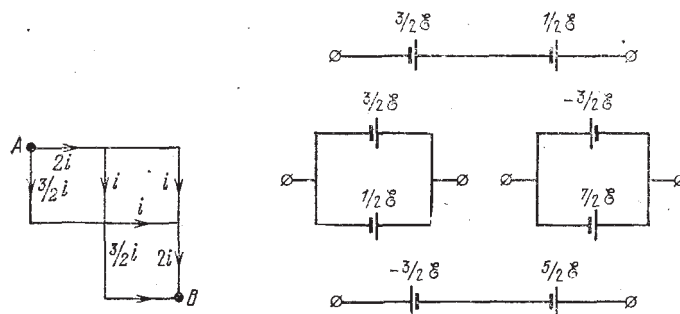 3/2 ℰ 1/2 ℰ
A 2i
3/2 i i i
i
3/2 i 2i
B
3/2 ℰ
1/2 ℰ
-3/2 ℰ
7/2 ℰ
-3/2 ℰ 5/2 ℰ